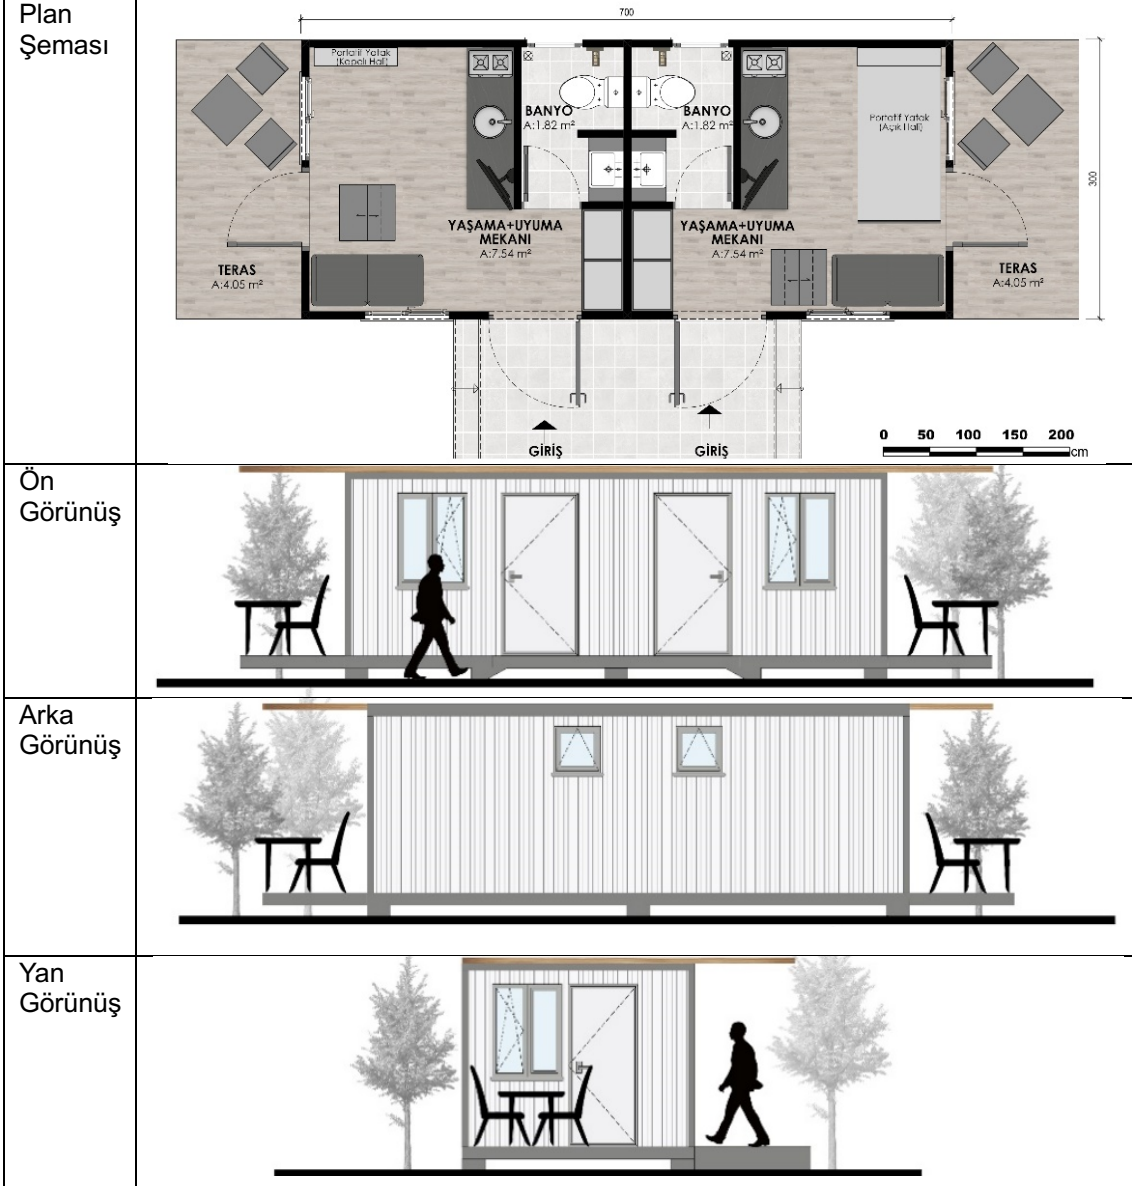 Plan
Şeması
700
Portatif Yatak
(Kapalı Hali)
BANYO
A:1.82 m²
BANYO
A:1.82 m²
Portatif Yatak
(Açık Hali)
300
YAŞAMA+UYUMA
MEKANI
A:7.54 m²
YAŞAMA+UYUMA
MEKANI
A:7.54 m²
TERAS
A:4.05 m²
TERAS
A:4.05 m²
GİRİŞ
GİRİŞ
0 50 100 150 200
cm
Ön
Görünüş
Arka
Görünüş
Yan
Görünüş